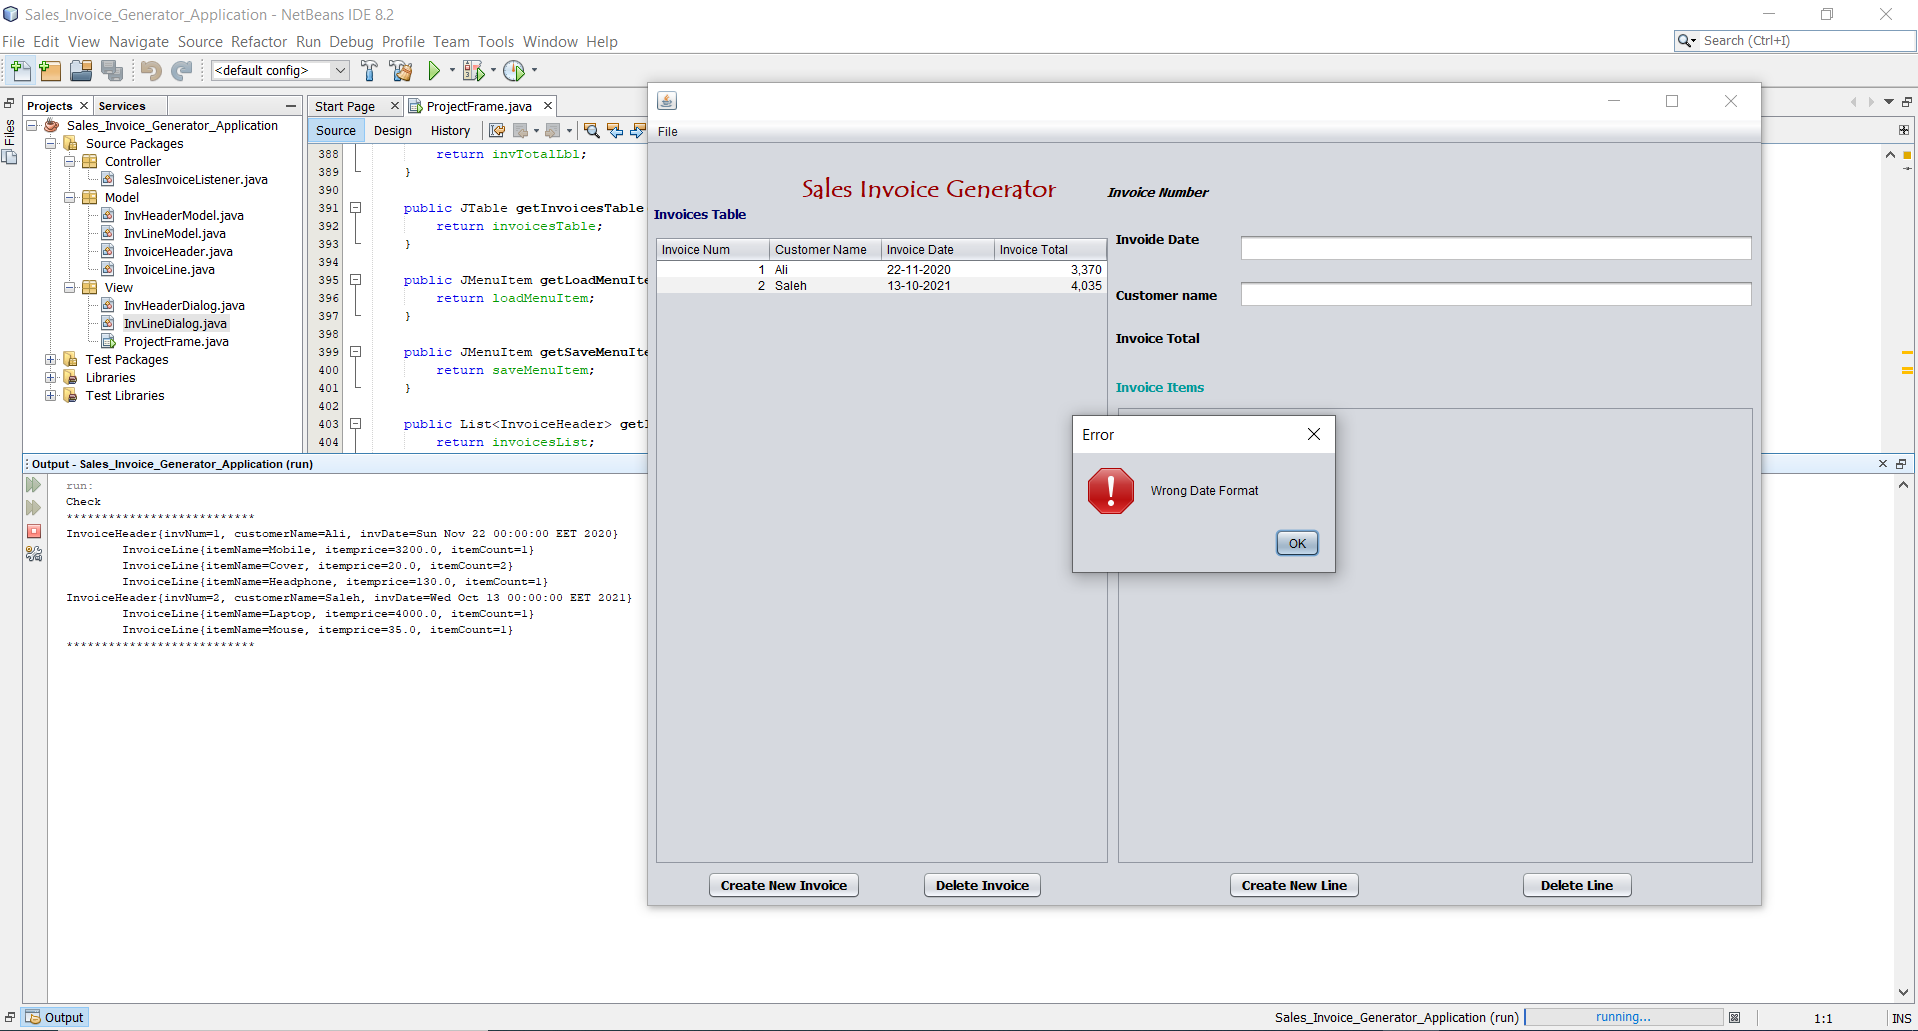 Sales_Invoice_Generator_Application - NetBeans IDE 8.2
File Edit View Navigate Source Refactor Run Debug Profile Team Tools Window Help
Search (Ctrl+I)
<default config>
Files
Projects
Services
Sales_Invoice_Generator_Application
Source Packages
Controller
SalesInvoiceListener.java
Model
InvHeaderModel.java
InvLineModel.java
InvoiceHeader.java
InvoiceLine.java
View
InvHeaderDialog.java
InvLineDialog.java
ProjectFrame.java
Test Packages
Libraries
Test Libraries
Start Page
ProjectFrame.java
Source Design History
388 return invTotalLbl;
389 }
390
391 public JTable getInvoicesTable
392 return invoicesTable;
393 }
394
395 public JMenuItem getLoadMenuIte
396 return loadMenuItem;
397 }
398
399 public JMenuItem getSaveMenuIte
400 return saveMenuItem;
401 }
402
403 public List<InvoiceHeader> getI
404 return invoicesList;
Output - Sales_Invoice_Generator_Application (run)
run:
Check
***************************
InvoiceHeader{invNum=1, customerName=Ali, invDate=Sun Nov 22 00:00:00 EET 2020}
InvoiceLine{itemName=Mobile, itemprice=3200.0, itemCount=1}
InvoiceLine{itemName=Cover, itemprice=20.0, itemCount=2}
InvoiceLine{itemName=Headphone, itemprice=130.0, itemCount=1}
InvoiceHeader{invNum=2, customerName=Saleh, invDate=Wed Oct 13 00:00:00 EET 2021}
InvoiceLine{itemName=Laptop, itemprice=4000.0, itemCount=1}
InvoiceLine{itemName=Mouse, itemprice=35.0, itemCount=1}
***************************
File
Sales Invoice Generator
Invoices Table
Invoice Num Customer Name Invoice Date Invoice Total
1 Ali 22-11-2020 3,370
2 Saleh 13-10-2021 4,035
Invoice Number
Invoide Date
Customer name
Invoice Total
Invoice Items
Error
Wrong Date Format
OK
Create New Invoice
Delete Invoice
Create New Line
Delete Line
Output
Sales_Invoice_Generator_Application (run)
running...
1:1
INS